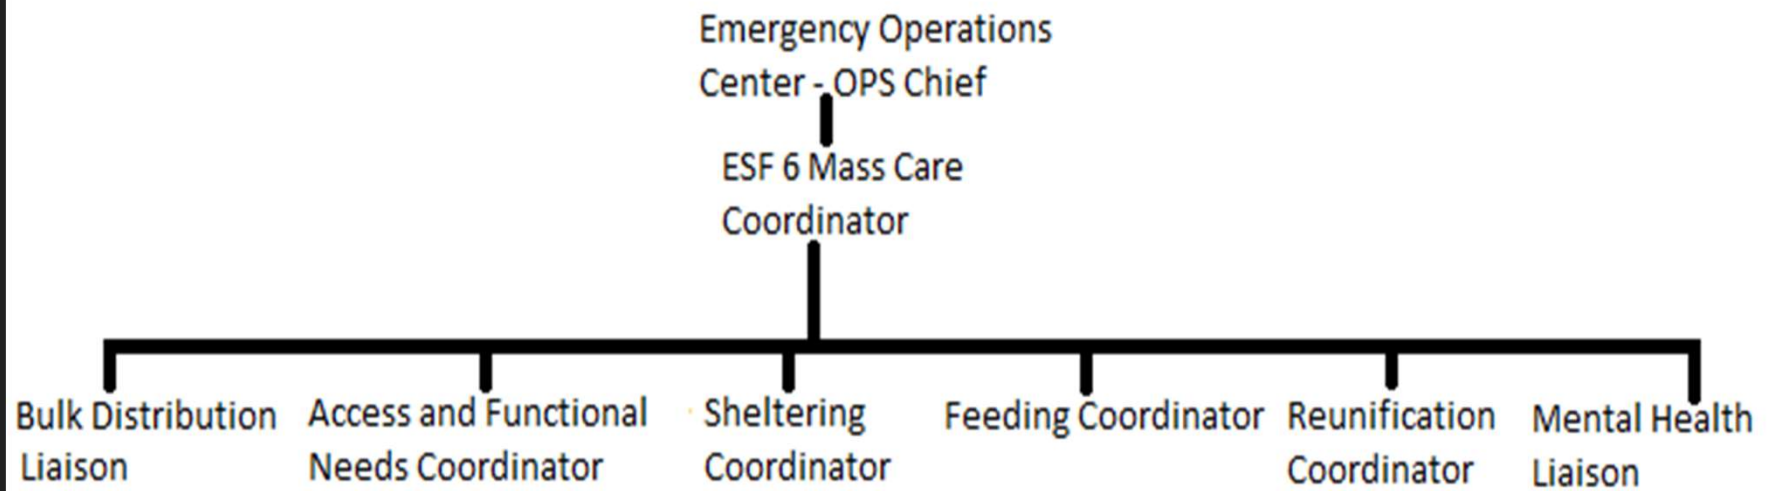 Emergency Operations
Center - OPS Chief
ESF 6 Mass Care
Coordinator
Bulk Distribution
Liaison
Access and Functional
Needs Coordinator
Sheltering
Coordinator
Feeding Coordinator
Reunification
Coordinator
Mental Health
Liaison